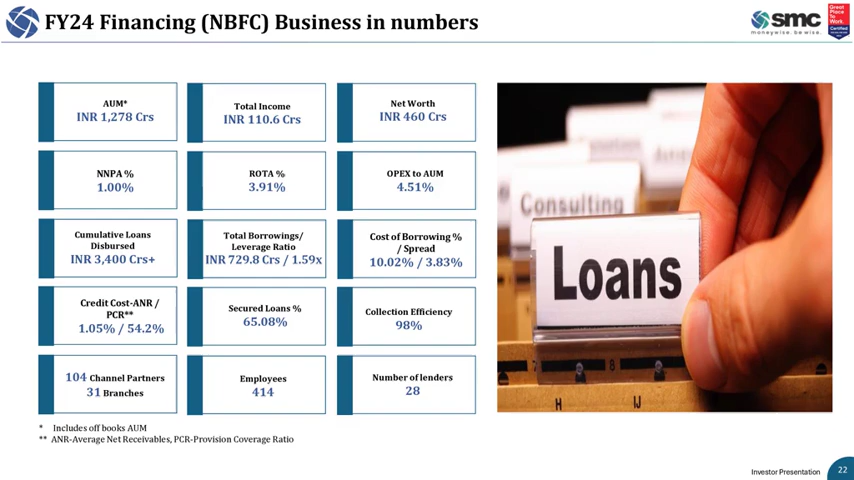 FY24 Financing (NBFC) Business in numbers
smc
moneywise. be wise.
Great
Place
To
Work
Certified
AUM*
INR 1,278 Crs
Total Income
INR 110.6 Crs
Net Worth
INR 460 Crs
NNPA %
1.00%
ROTA %
3.91%
OPEX to AUM
4.51%
Cumulative Loans
Disbursed
INR 3,400 Crs+
Total Borrowings/
Leverage Ratio
INR 729.8 Crs / 1.59x
Cost of Borrowing %
/ Spread
10.02% / 3.83%
Credit Cost-ANR /
PCR**
1.05% / 54.2%
Secured Loans %
65.08%
Collection Efficiency
98%
104 Channel Partners
31 Branches
Employees
414
Number of lenders
28
Consulting
Loans
7 8
H IJ
* Includes off books AUM
** ANR-Average Net Receivables, PCR-Provision Coverage Ratio
Investor Presentation 22